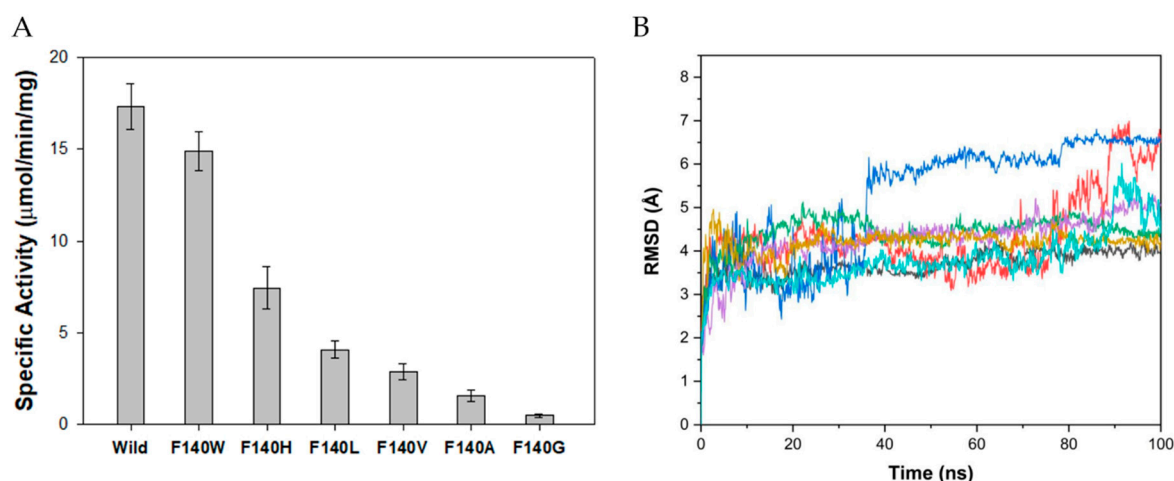 A
Specific Activity (μmol/min/mg)
20
15
10
5
0
Wild F140W F140H F140L F140V F140A F140G
B
RMSD (Å)
8
7
6
5
4
3
2
1
0
0 20 40 60 80 100
Time (ns)